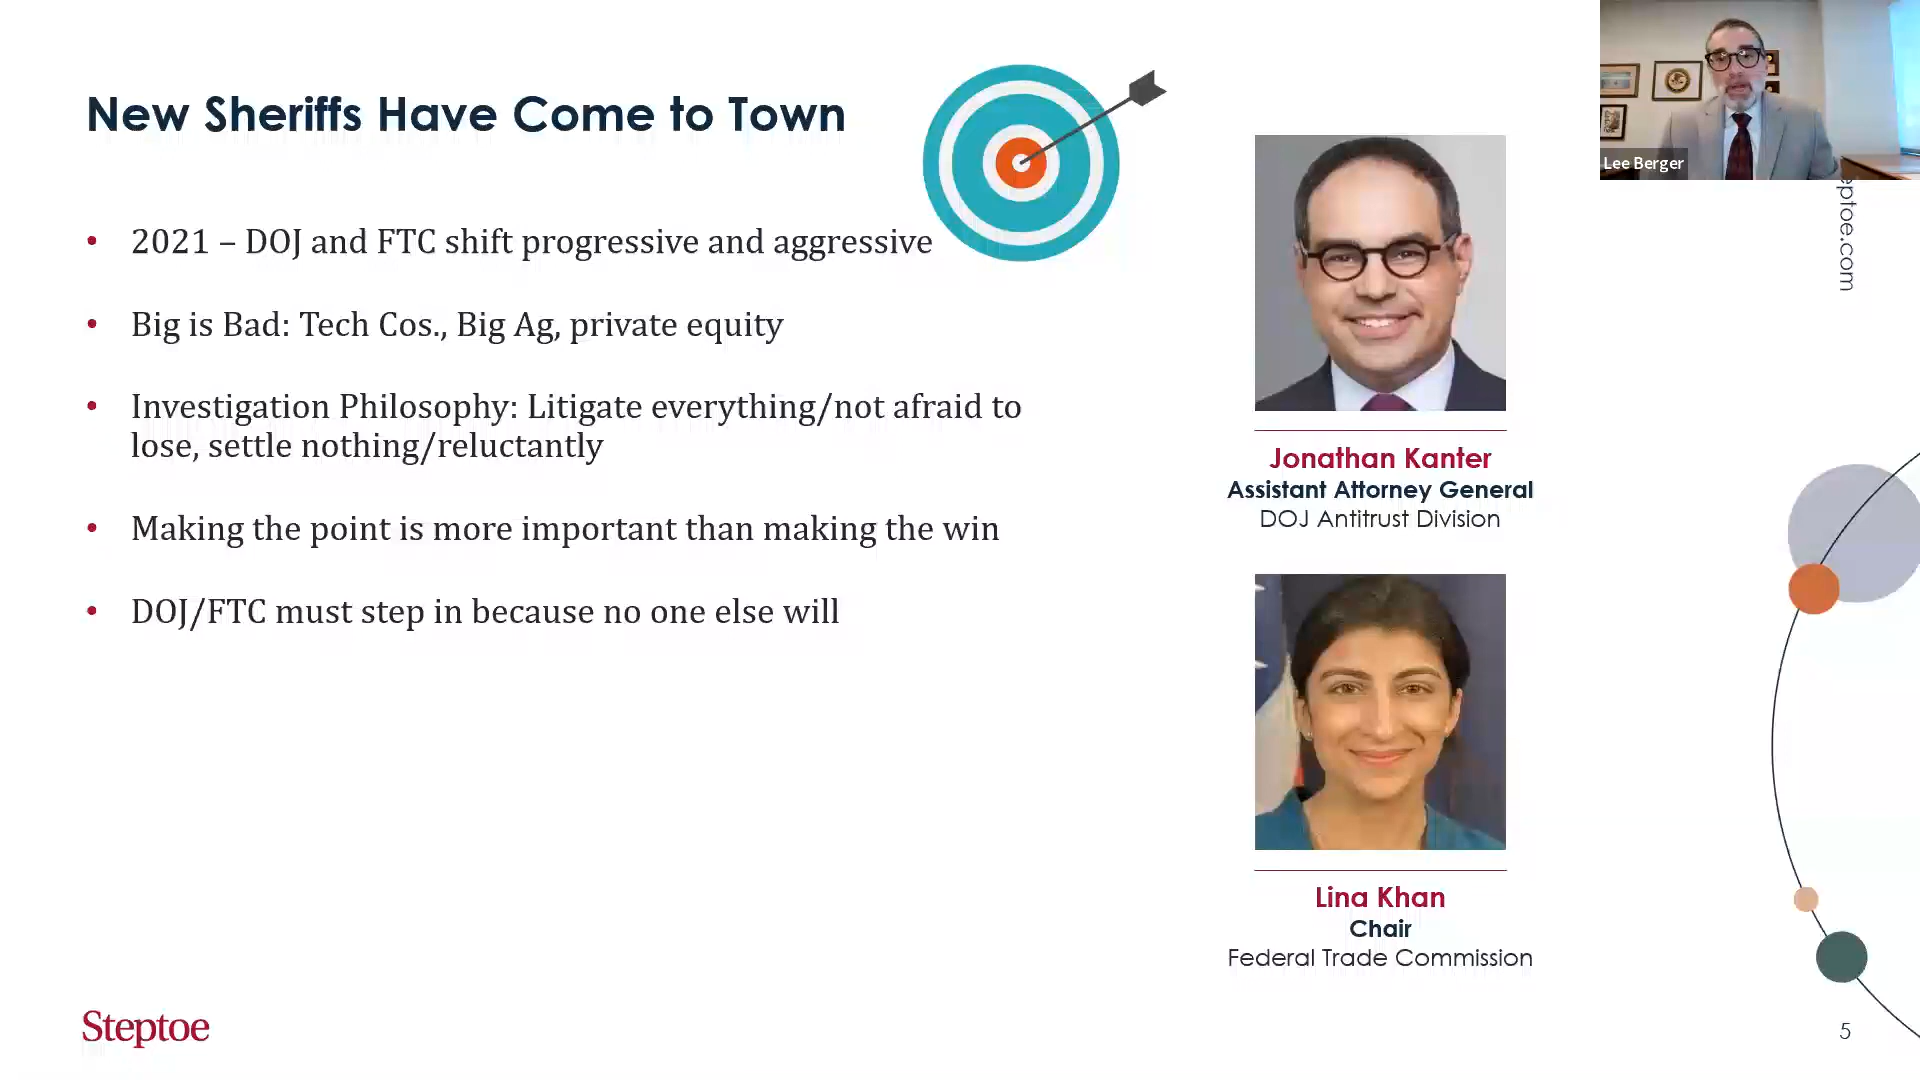 New Sheriffs Have Come to Town
• 2021 – DOJ and FTC shift progressive and aggressive
• Big is Bad: Tech Cos., Big Ag, private equity
• Investigation Philosophy: Litigate everything/not afraid to
lose, settle nothing/reluctantly
• Making the point is more important than making the win
• DOJ/FTC must step in because no one else will
Jonathan Kanter
Assistant Attorney General
DOJ Antitrust Division
Lina Khan
Chair
Federal Trade Commission
Lee Berger
eptoe.com
Steptoe
5